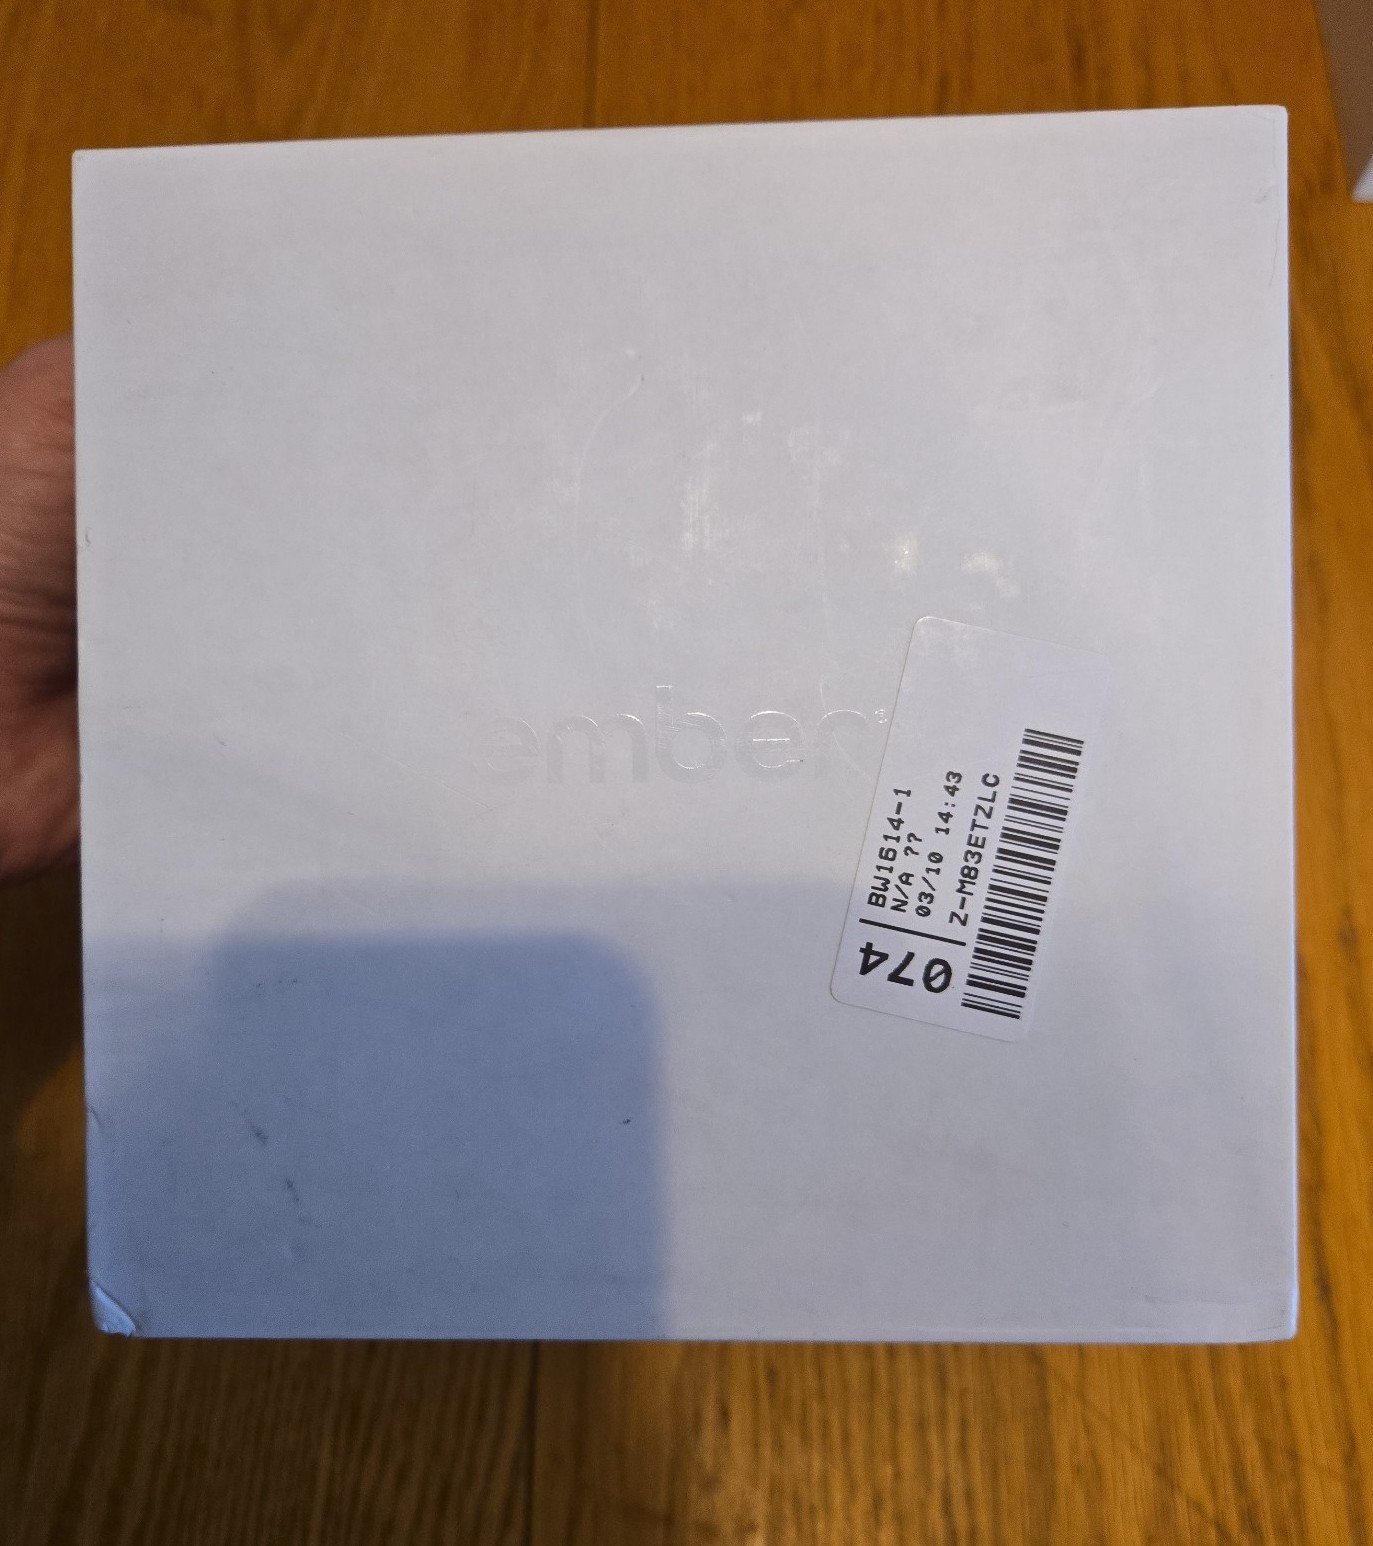 ember®
BW1614-1
N/A ??
03/10 14:43
Z-M83ETZLC
074